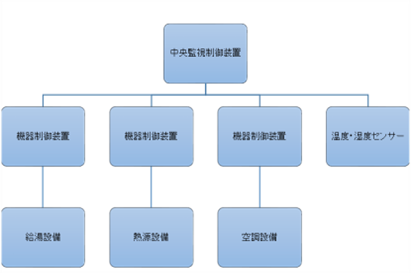 中央監視制御装置
機器制御装置
機器制御装置
機器制御装置
温度・湿度センサー
給湯設備
熱源設備
空調設備